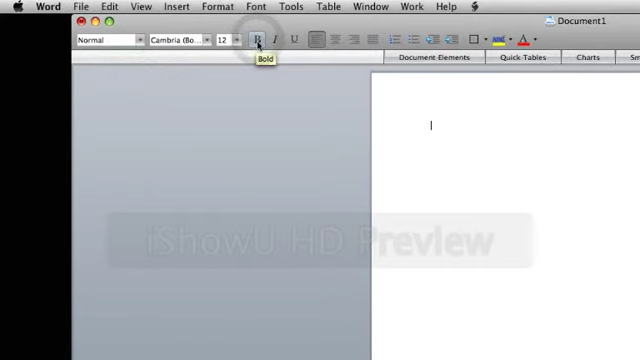 Word File Edit View Insert Format Font Tools Table Window Work Help
Document1
Normal Cambria (Bo... 12 B I U abc A
Bold
Document Elements Quick Tables Charts Sm
iShowU HD Preview